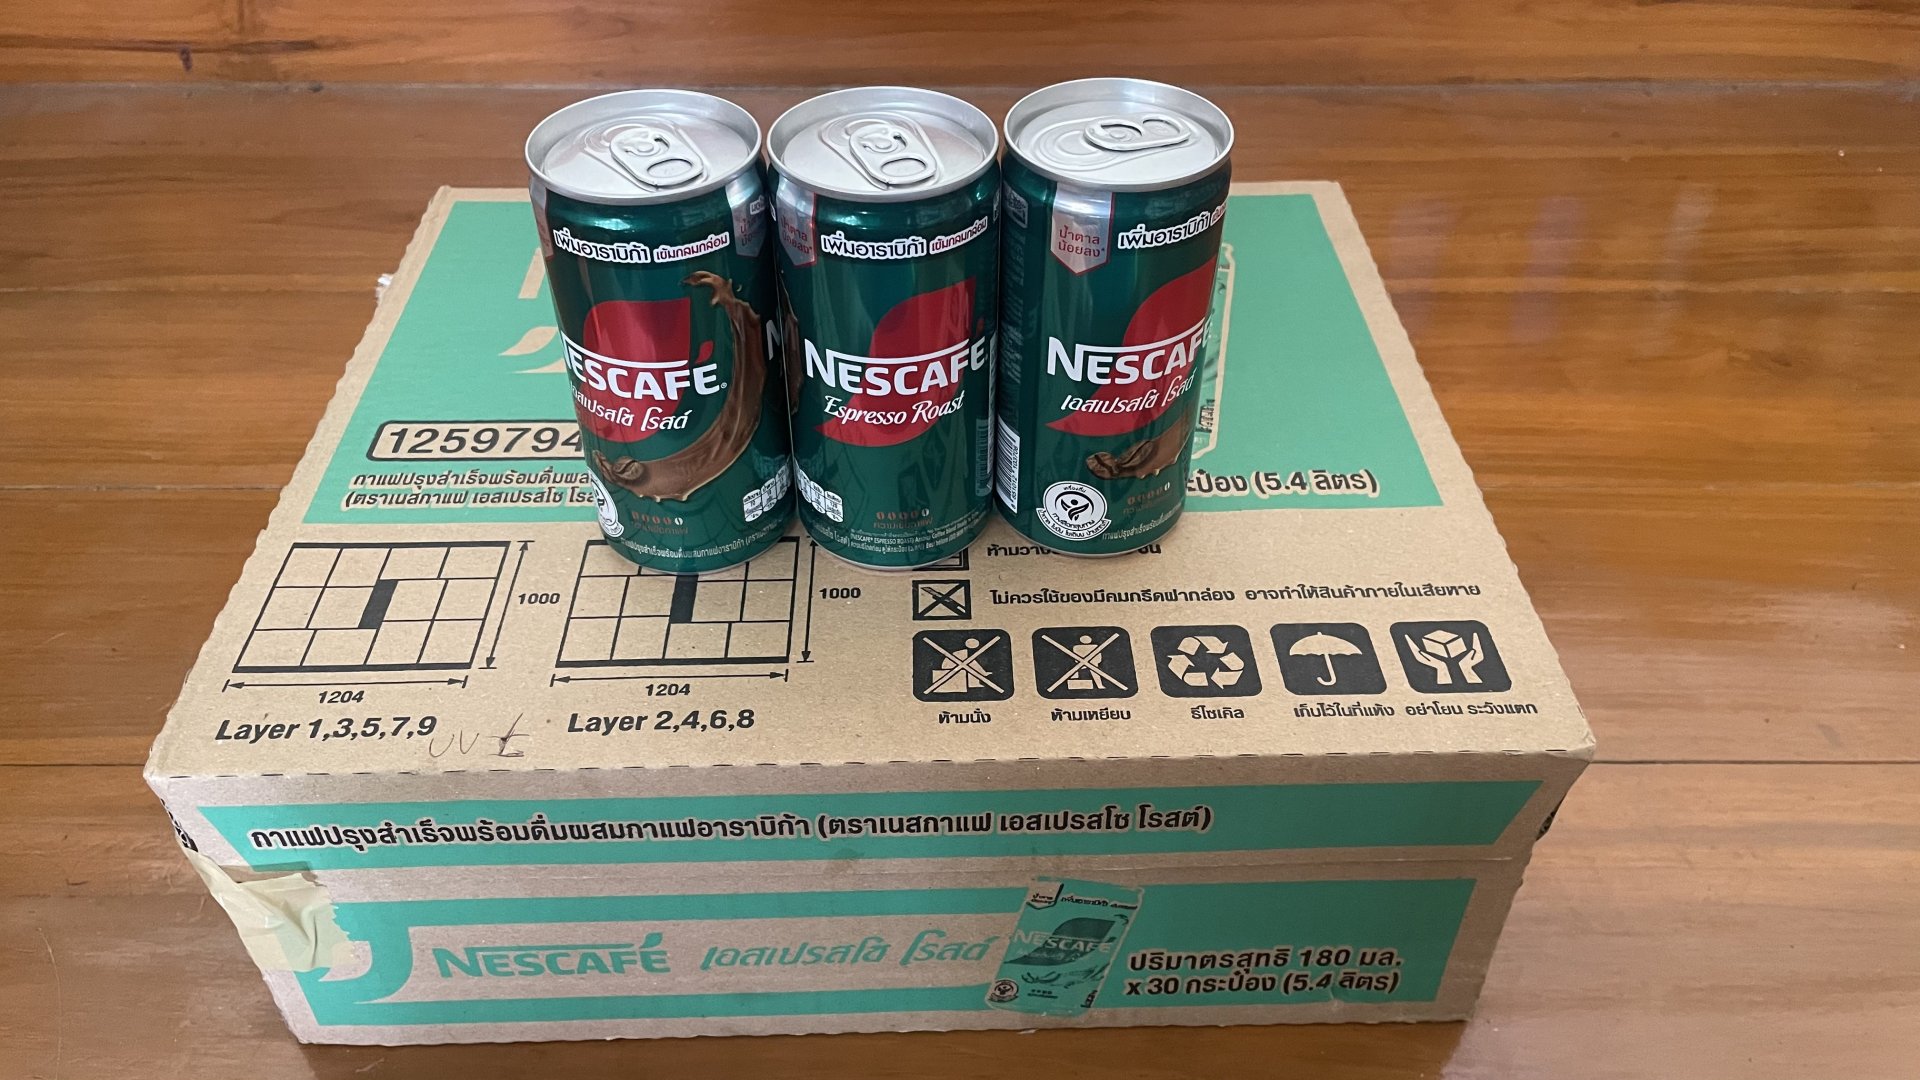 เพิ่มอาราบิก้า เข้มกลมกล่อม
NESCAFÉ
เอสเปรสโซ โรสต์
น้ำตาล
น้อยลง*
เพิ่มอาราบิก้า เข้มกลมกล่อม
NESCAFÉ
Espresso Roast
น้ำตาล
น้อยลง*
เพิ่มอาราบิก้า
NESCAFÉ
เอสเปรสโซ โรสต์
1259794
กาแฟปรุงสำเร็จพร้อมดื่มผส
(ตราเนสกาแฟ เอสเปรสโซ โรส
ะป๋อง (5.4 ลิตร)
1000
1204
Layer 1,3,5,7,9
1000
1204
Layer 2,4,6,8
ห้ามวาง
ไม่ควรใช้ของมีคมกรีดฝากล่อง อาจทำให้สินค้าภายในเสียหาย
ห้ามนั่ง
ห้ามเหยียบ
รีไซเคิล
เก็บไว้ในที่แห้ง
อย่าโยน ระวังแตก
กาแฟปรุงสำเร็จพร้อมดื่มผสมกาแฟอาราบิก้า (ตราเนสกาแฟ เอสเปรสโซ โรสต์)
NESCAFÉ เอสเปรสโซ โรสต์
NESCAFÉ
ปริมาตรสุทธิ 180 มล.
x 30 กระป๋อง (5.4 ลิตร)